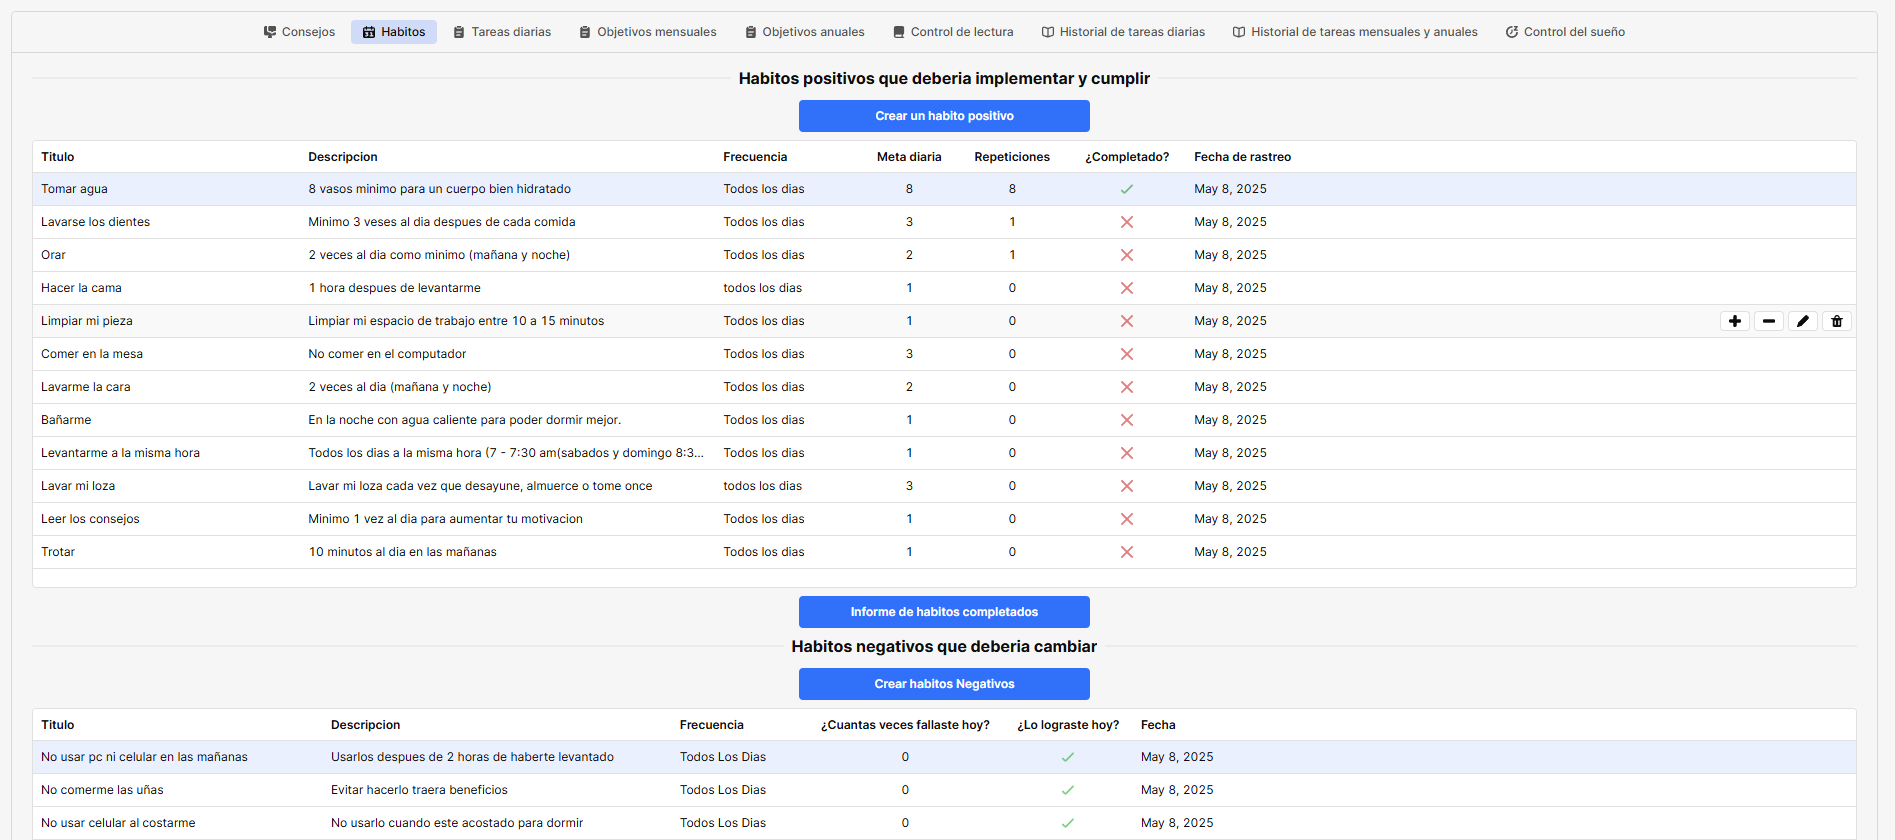 Consejos Habitos Tareas diarias Objetivos mensuales Objetivos anuales Control de lectura Historial de tareas diarias Historial de tareas mensuales y anuales Control del sueño
Habitos positivos que deberia implementar y cumplir
Crear un habito positivo
Titulo Descripcion Frecuencia Meta diaria Repeticiones ¿Completado? Fecha de rastreo
Tomar agua 8 vasos minimo para un cuerpo bien hidratado Todos los dias 8 8 May 8, 2025
Lavarse los dientes Minimo 3 veses al dia despues de cada comida Todos los dias 3 1 May 8, 2025
Orar 2 veces al dia como minimo (mañana y noche) Todos los dias 2 1 May 8, 2025
Hacer la cama 1 hora despues de levantarme todos los dias 1 0 May 8, 2025
Limpiar mi pieza Limpiar mi espacio de trabajo entre 10 a 15 minutos Todos los dias 1 0 May 8, 2025
Comer en la mesa No comer en el computador Todos los dias 3 0 May 8, 2025
Lavarme la cara 2 veces al dia (mañana y noche) Todos los dias 2 0 May 8, 2025
Bañarme En la noche con agua caliente para poder dormir mejor. Todos los dias 1 0 May 8, 2025
Levantarme a la misma hora Todos los dias a la misma hora (7 - 7:30 am(sabados y domingo 8:3... Todos los dias 1 0 May 8, 2025
Lavar mi loza Lavar mi loza cada vez que desayune, almuerce o tome once todos los dias 3 0 May 8, 2025
Leer los consejos Minimo 1 vez al dia para aumentar tu motivacion Todos los dias 1 0 May 8, 2025
Trotar 10 minutos al dia en las mañanas Todos los dias 1 0 May 8, 2025
Informe de habitos completados
Habitos negativos que deberia cambiar
Crear habitos Negativos
Titulo Descripcion Frecuencia ¿Cuantas veces fallaste hoy? ¿Lo lograste hoy? Fecha
No usar pc ni celular en las mañanas Usarlos despues de 2 horas de haberte levantado Todos Los Dias 0 May 8, 2025
No comerme las uñas Evitar hacerlo traera beneficios Todos Los Dias 0 May 8, 2025
No usar celular al costarme No usarlo cuando este acostado para dormir Todos Los Dias 0 May 8, 2025